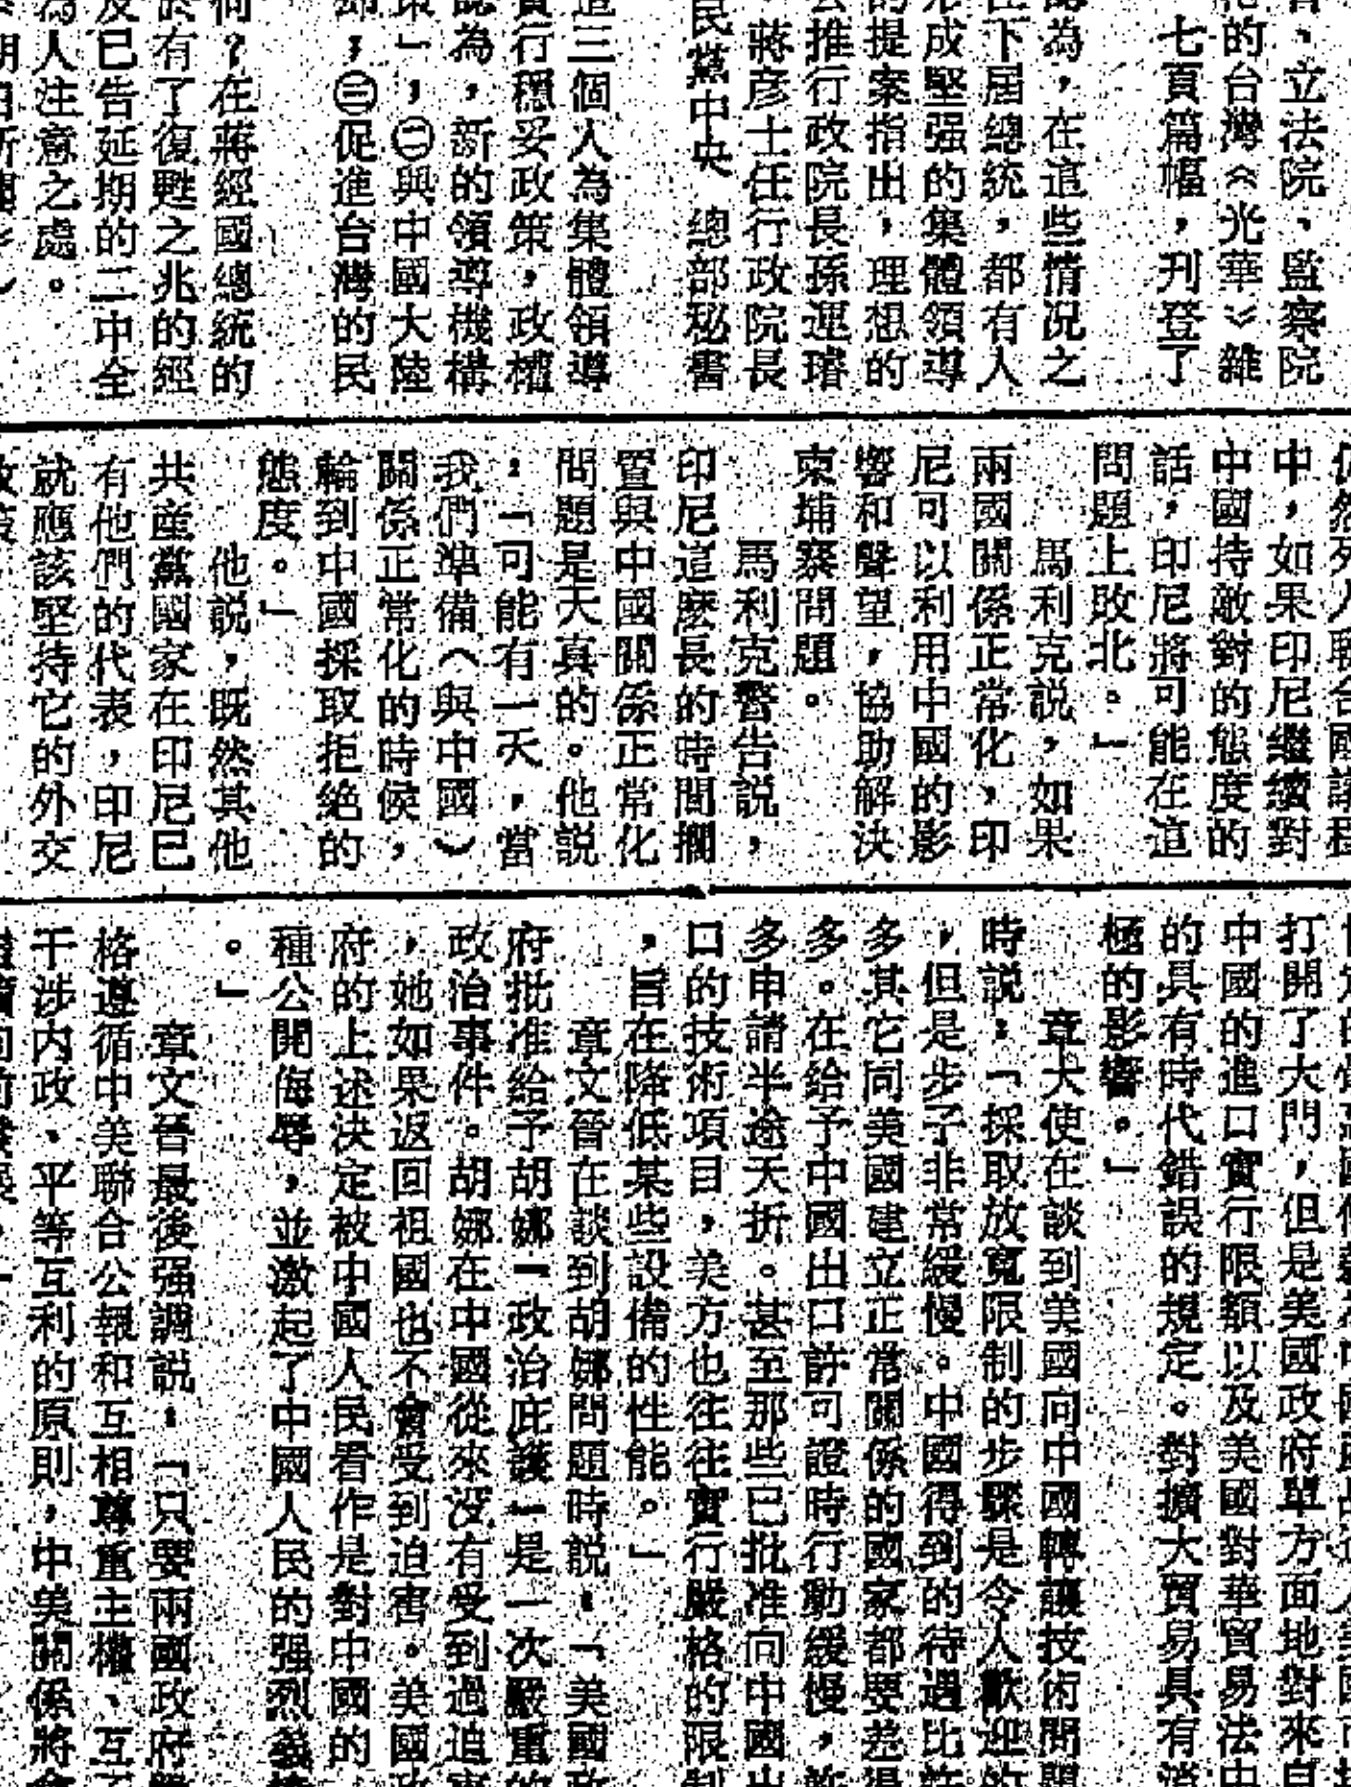 、立法院、監察院
的台灣《光華》雜
七頁篇幅，刊登了
為，在這些情况之
下屆總統，都有人
成堅强的集體領導
的提案指出，理想的
推行政院長孫運璿
、蔣彥士任行政院長
民黨中央 總部秘書
這三個人為集體領導
實行穩妥政策，政權
認為，新的領導機構
策﹂，㊁與中國大陸
，㊂促進台灣的民
何？在蔣經國總統的
於有了復甦之兆的經
及已告延期的二中全
為人注意之處。
中，如果印尼繼續對
中國持敵對的態度的
話，印尼將可能在這
問題上敗北。﹂
馬利克説，如果
兩國關係正常化，印
尼可以利用中國的影
響和聲望，協助解決
柬埔寨問題。
馬利克警告説，
印尼這麽長的時間擱
置與中國關係正常化
問題是天真的。他説
：﹁可能有一天，當
我們準備（與中國）
關係正常化的時候，
輪到中國採取拒絶的
態度。﹂
他説，既然其他
共産黨國家在印尼已
有他們的代表，印尼
就應該堅持它的外交
打開了大門，但是美國政府單方面地對來自
中國的進口實行限額以及美國對華貿易法中
的具有時代錯誤的規定。對擴大貿易具有消
極的影響。﹂
章大使在談到美國向中國轉讓技術問題
時説：﹁採取放寬限制的步驟是令人歡迎的
，但是步子非常緩慢。中國得到的待遇比許
多其它同美國建立正常關係的國家都要差得
多。在給予中國出口許可證時行動緩慢，許
多申請半途夭折。甚至那些已批准向中國出
口的技術項目，美方也往往實行嚴格的限制
，旨在降低某些設備的性能。﹂
章文晉在談到胡娜問題時説：﹁美國政
府批准給予胡娜﹃政治庇護﹄是一次嚴重的
政治事件。胡娜在中國從來没有受到過迫害
，她如果返回祖國也不會受到迫害。美國政
府的上述決定被中國人民看作是對中國的
種公開侮辱，並激起了中國人民的强烈義憤
。﹂
章文晉最後强調説：﹁只要兩國政府嚴
格遵循中美聯合公報和互相尊重主權、互不
干涉内政、平等互利的原則，中美關係將會